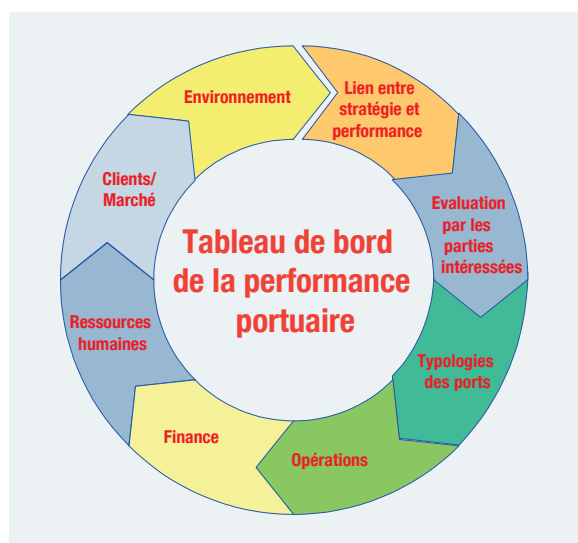 Environnement
Lien entre
stratégie et
performance
Evaluation
par les
parties
intéressées
Typologies
des ports
Opérations
Finance
Ressources
humaines
Clients/
Marché
Tableau de bord
de la performance
portuaire